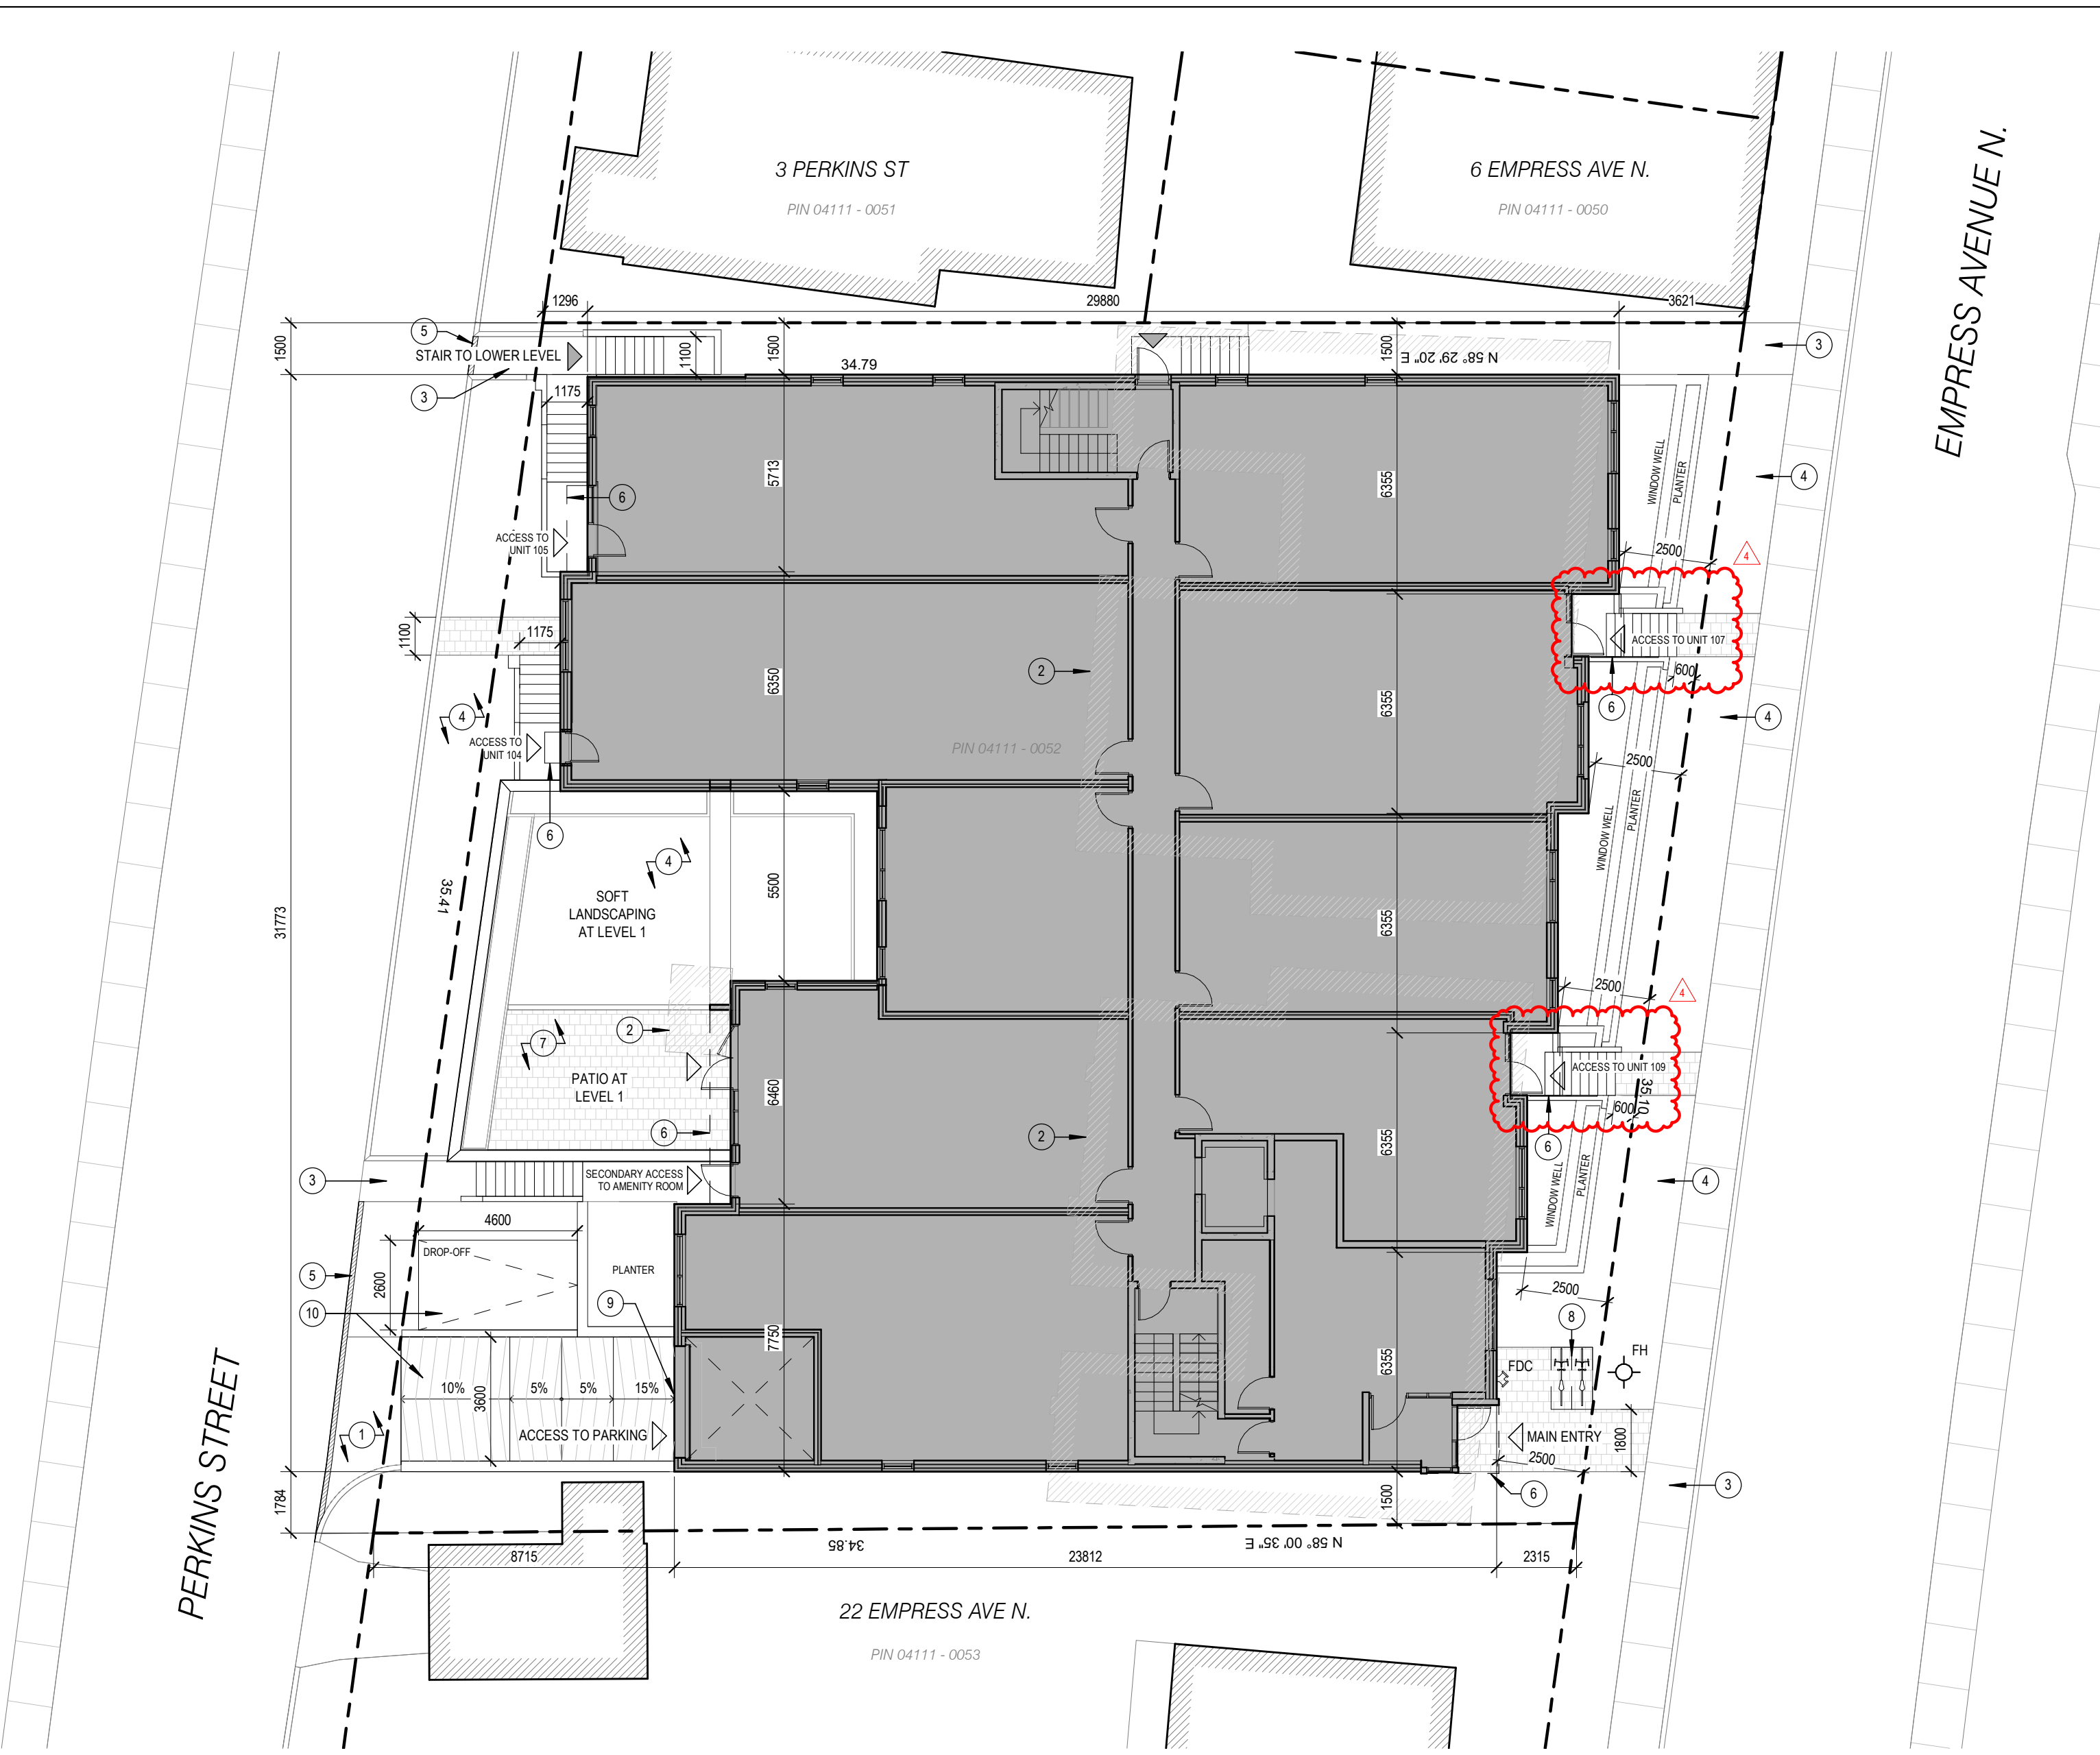 3 PERKINS ST
PIN 04111 - 0051
6 EMPRESS AVE N.
PIN 04111 - 0050
EMPRESS AVENUE N.
1296
29880
3621
5
STAIR TO LOWER LEVEL
3
1500
1100
1500
34.79
1500
N 58° 29' 20" E
3
1175
5713
6355
WINDOW WELL
PLANTER
4
6
ACCESS TO
UNIT 105
2500
4
1100
1175
ACCESS TO UNIT 107
600
6
2
6350
6355
4
4
ACCESS TO
UNIT 104
PIN 04111 - 0052
2500
6
4
WINDOW WELL
PLANTER
35.41
SOFT
LANDSCAPING
AT LEVEL 1
5500
6355
31773
2500
4
2
7
PATIO AT
LEVEL 1
6460
ACCESS TO UNIT 109
35.10
600
6
2
6355
6
3
SECONDARY ACCESS
TO AMENITY ROOM
WINDOW WELL
PLANTER
4
4600
DROP-OFF
2600
PLANTER
5
10
9
2500
8
FH
FDC
7750
6355
10%
3600
5%
5%
15%
1
ACCESS TO PARKING
MAIN ENTRY
1800
2500
3
6
1784
1500
PERKINS STREET
34.85
N 58° 00' 35" E
8715
23812
2315
22 EMPRESS AVE N.
PIN 04111 - 0053